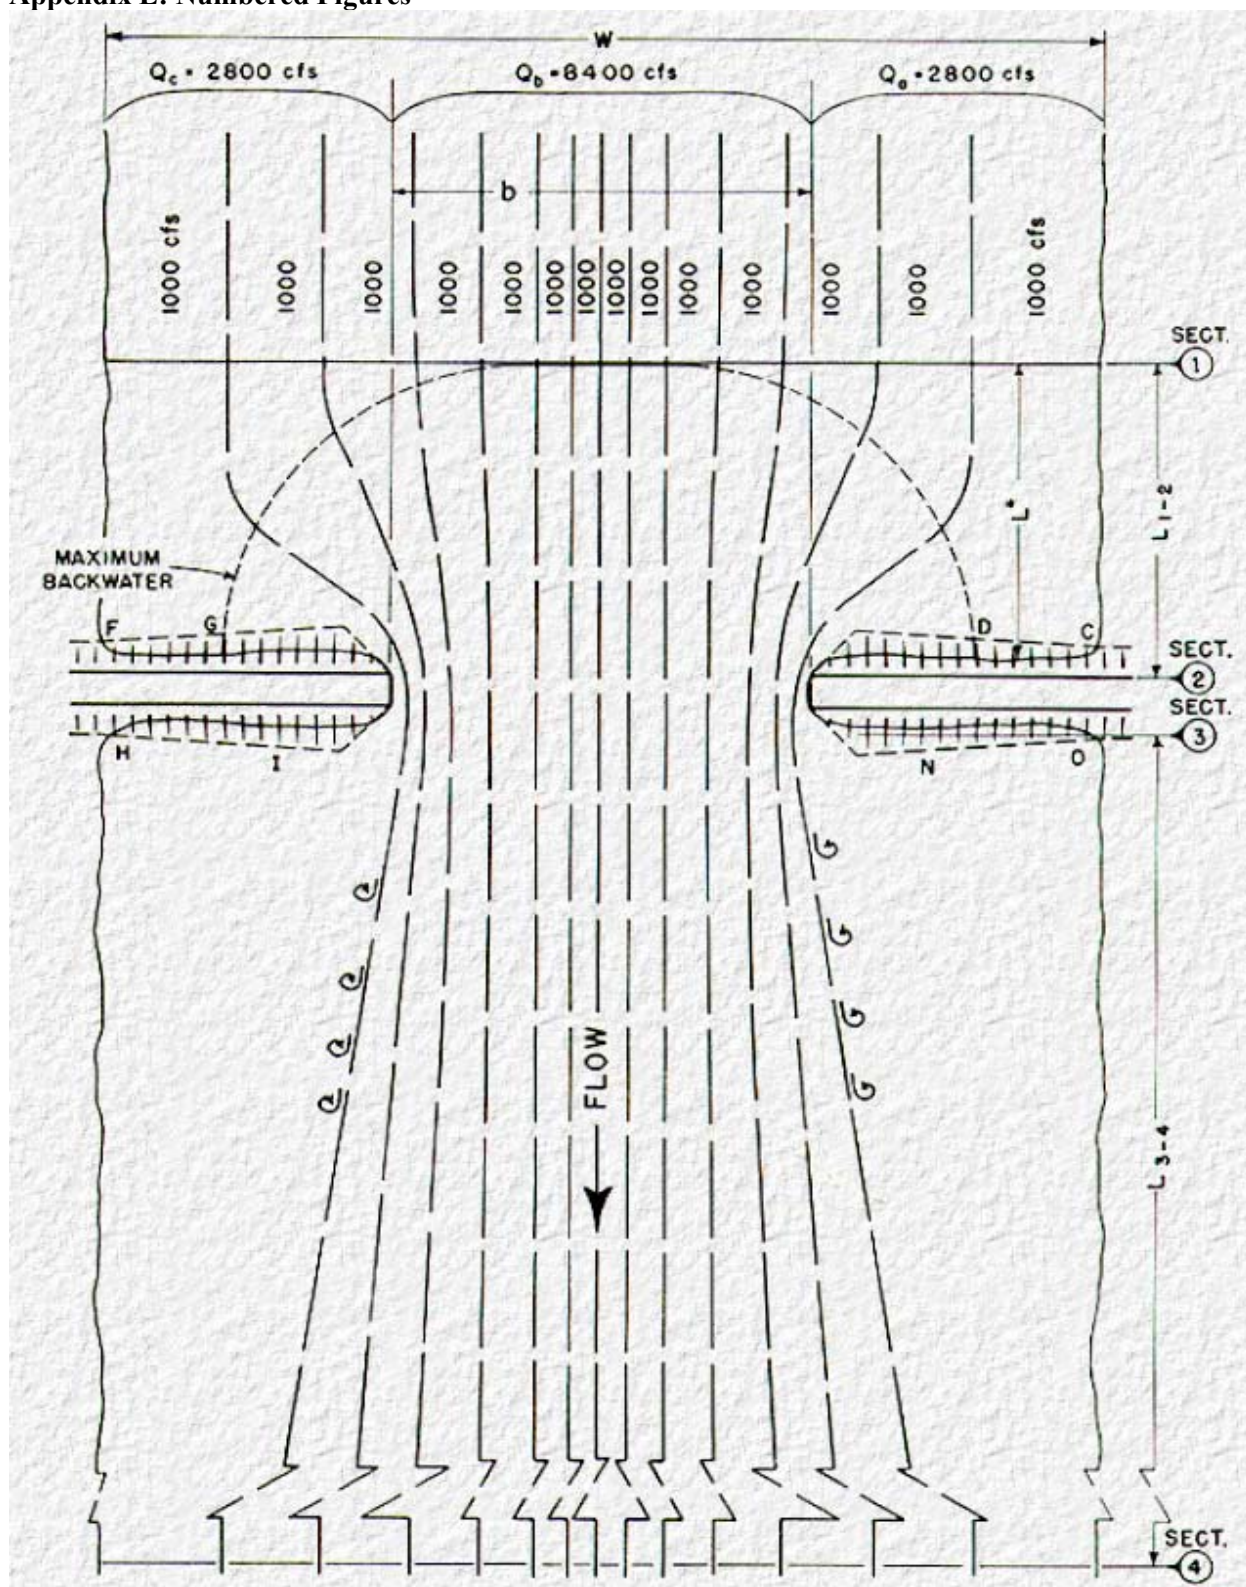 Appendix E: Numbered Figures
W
Qc = 2800 cfs
Qb = 8400 cfs
Qa = 2800 cfs
b
1000 cfs
1000
1000
1000
1000
1000
1000
1000
1000
1000
1000
1000
1000
1000 cfs
SECT.
1
L*
L1-2
MAXIMUM
BACKWATER
F
G
D
C
SECT.
2
SECT.
3
H
I
N
O
FLOW
L3-4
SECT.
4